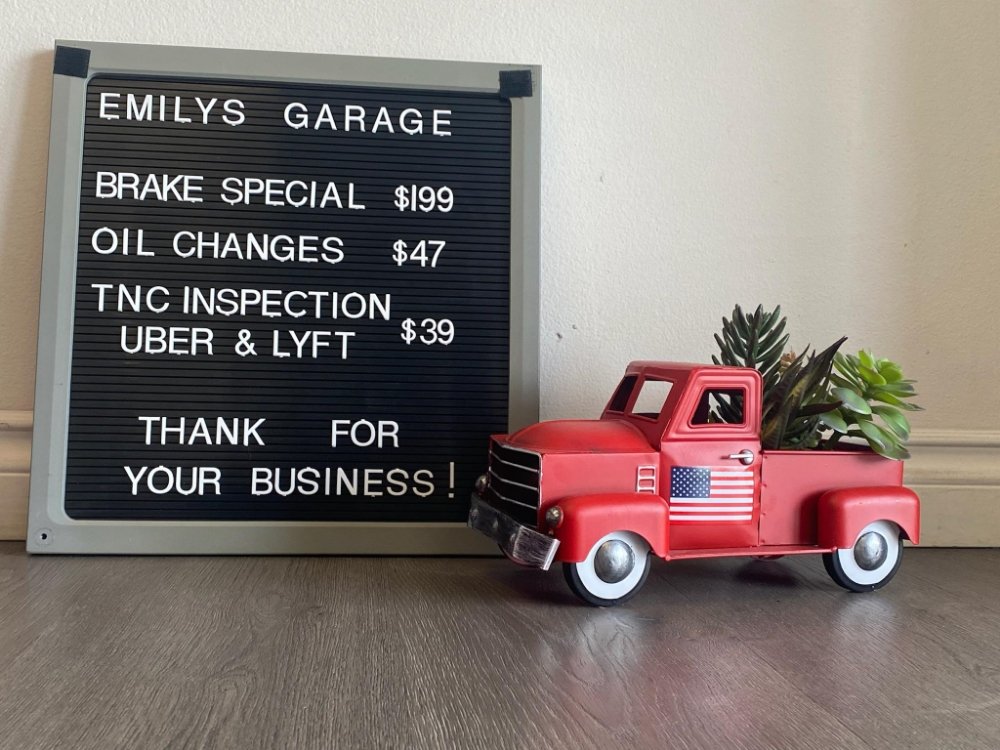 EMILYS GARAGE
BRAKE SPECIAL $199
OIL CHANGES $47
TNC INSPECTION
UBER & LYFT $39
THANK FOR
YOUR BUSINESS!